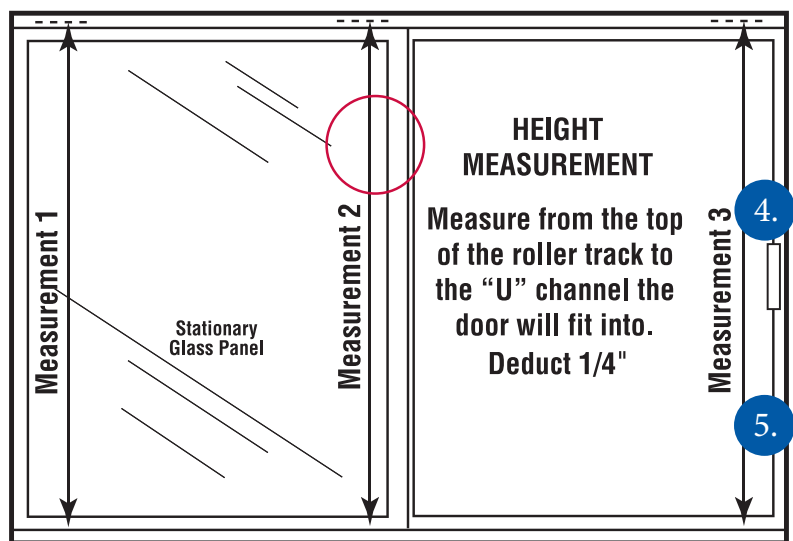 Measurement 1
Stationary
Glass Panel
Measurement 2
HEIGHT
MEASUREMENT
Measure from the top
of the roller track to
the “U” channel the
door will fit into.
Deduct 1/4"
Measurement 3
4.
5.